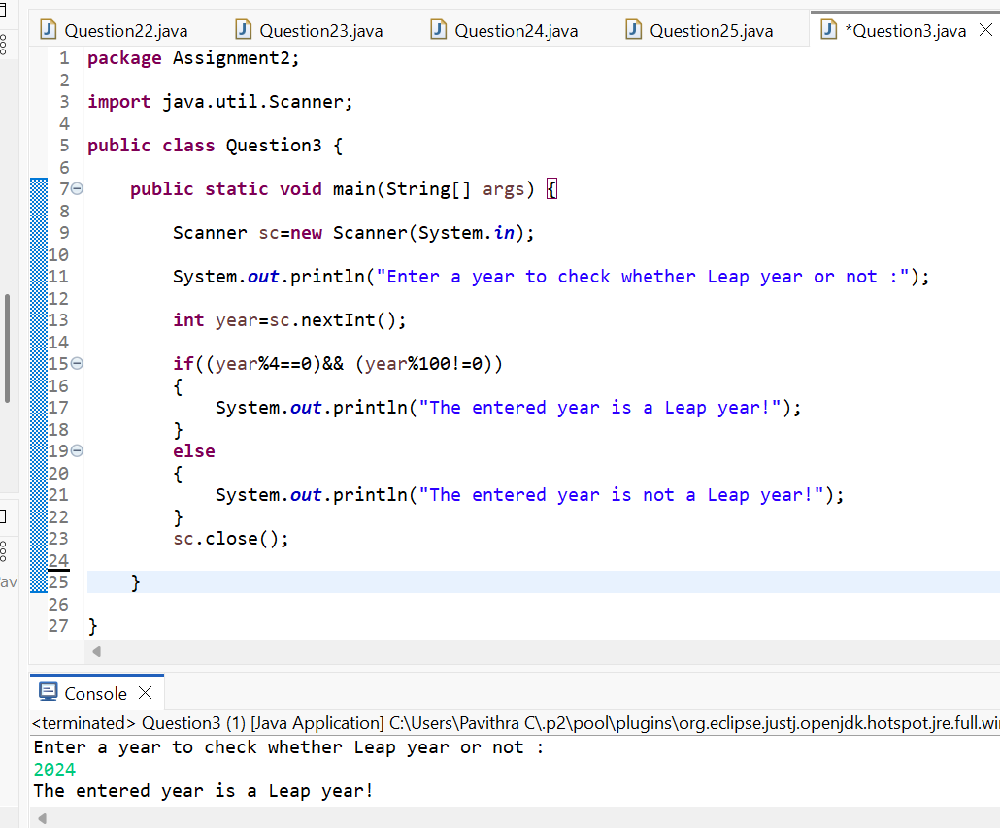 Question22.java Question23.java Question24.java Question25.java *Question3.java
1 package Assignment2;
2
3 import java.util.Scanner;
4
5 public class Question3 {
6
7 public static void main(String[] args) {
8
9 Scanner sc=new Scanner(System.in);
10
11 System.out.println("Enter a year to check whether Leap year or not :");
12
13 int year=sc.nextInt();
14
15 if((year%4==0)&& (year%100!=0))
16 {
17 System.out.println("The entered year is a Leap year!");
18 }
19 else
20 {
21 System.out.println("The entered year is not a Leap year!");
22 }
23 sc.close();
24
25 }
26
27 }
Console
<terminated> Question3 (1) [Java Application] C:\Users\Pavithra C\.p2\pool\plugins\org.eclipse.justj.openjdk.hotspot.jre.full.wi
Enter a year to check whether Leap year or not :
2024
The entered year is a Leap year!